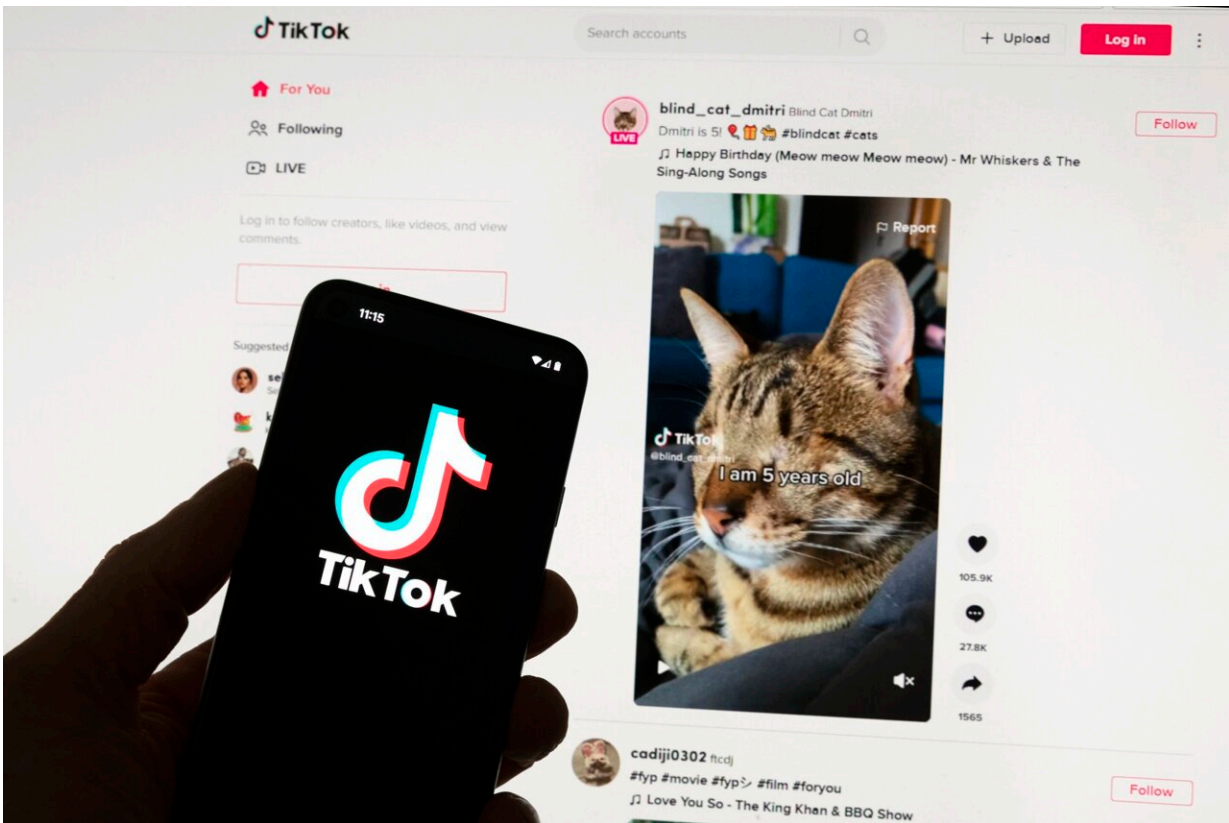 TikTok
Search accounts
+ Upload
Log in
For You
Following
LIVE
Log in to follow creators, like videos, and view
comments.
Suggested
11:15
TikTok
LIVE
blind_cat_dmitri Blind Cat Dmitri
Follow
Dmitri is 5! 🎈🎁🐅 #blindcat #cats
♫ Happy Birthday (Meow meow Meow meow) - Mr Whiskers & The
Sing-Along Songs
Report
TikTok
@blind_cat_dmitri
I am 5 years old
105.9K
27.8K
1565
cadiji0302 ftcdj
#fyp #movie #fypシ #film #foryou
♫ Love You So - The King Khan & BBQ Show
Follow